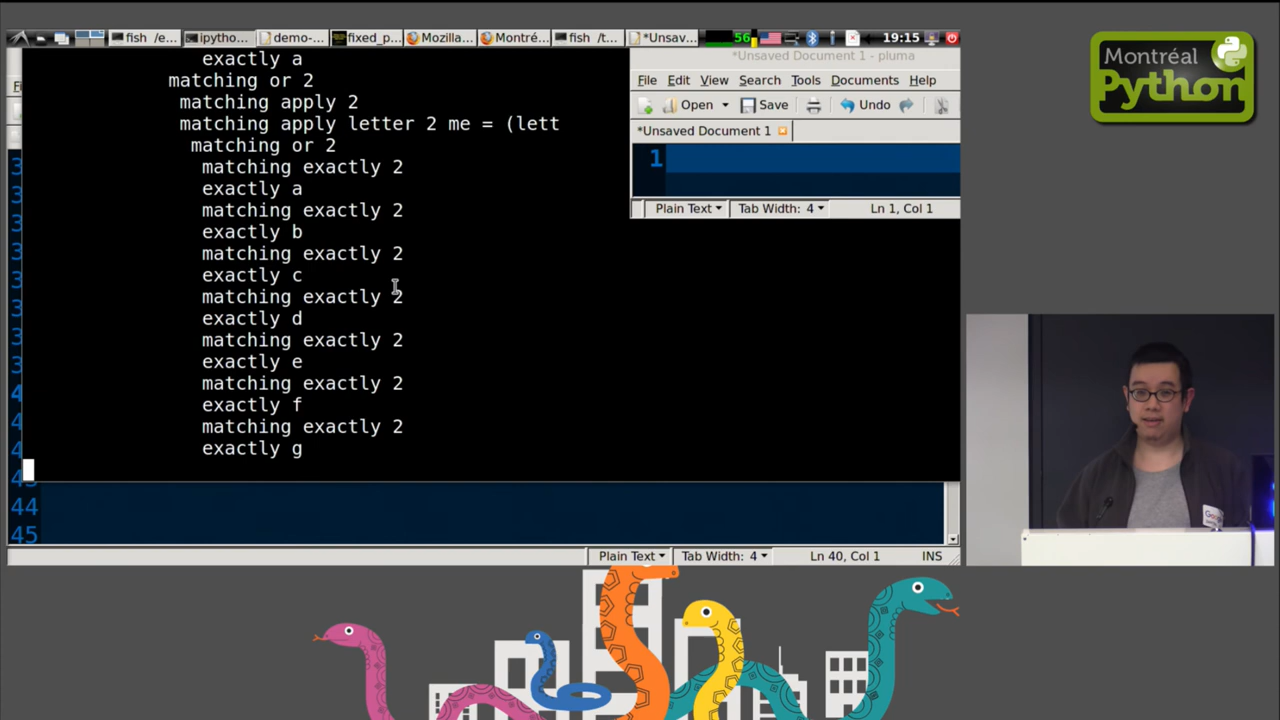 fish /e...
ipytho...
demo-...
fixed_p...
Mozilla...
Montré...
fish /t...
*Unsav...
56
19:15
exactly a
matching or 2
matching apply 2
matching apply letter 2 me = (lett
matching or 2
matching exactly 2
exactly a
matching exactly 2
exactly b
matching exactly 2
exactly c
matching exactly 2
exactly d
matching exactly 2
exactly e
matching exactly 2
exactly f
matching exactly 2
exactly g
*Unsaved Document 1 - pluma
File Edit View Search Tools Documents Help
Open Save Undo
*Unsaved Document 1
1
Plain Text Tab Width: 4 Ln 1, Col 1
44
45
Plain Text Tab Width: 4 Ln 40, Col 1 INS
Montréal
Python